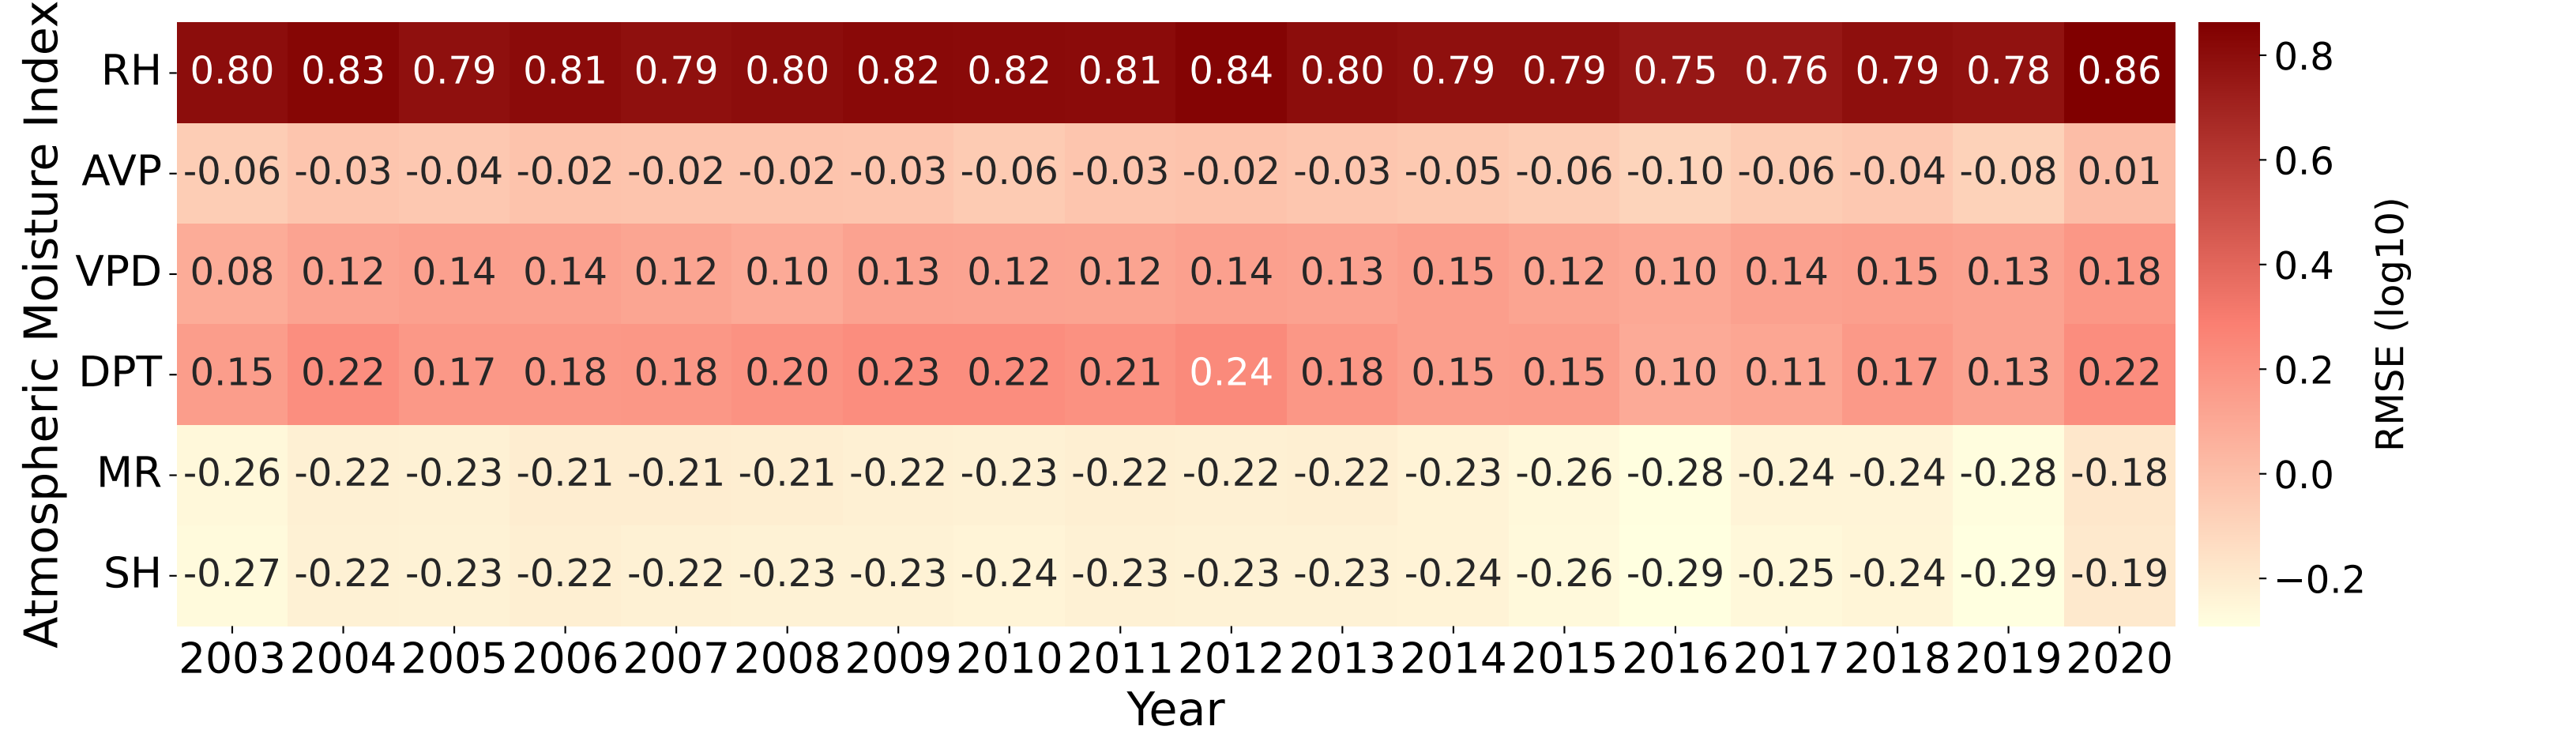 Atmospheric Moisture Index
RH 0.80 0.83 0.79 0.81 0.79 0.80 0.82 0.82 0.81 0.84 0.80 0.79 0.79 0.75 0.76 0.79 0.78 0.86
AVP -0.06 -0.03 -0.04 -0.02 -0.02 -0.02 -0.03 -0.06 -0.03 -0.02 -0.03 -0.05 -0.06 -0.10 -0.06 -0.04 -0.08 0.01
VPD 0.08 0.12 0.14 0.14 0.12 0.10 0.13 0.12 0.12 0.14 0.13 0.15 0.12 0.10 0.14 0.15 0.13 0.18
DPT 0.15 0.22 0.17 0.18 0.18 0.20 0.23 0.22 0.21 0.24 0.18 0.15 0.15 0.10 0.11 0.17 0.13 0.22
MR -0.26 -0.22 -0.23 -0.21 -0.21 -0.21 -0.22 -0.23 -0.22 -0.22 -0.22 -0.23 -0.26 -0.28 -0.24 -0.24 -0.28 -0.18
SH -0.27 -0.22 -0.23 -0.22 -0.22 -0.23 -0.23 -0.24 -0.23 -0.23 -0.23 -0.24 -0.26 -0.29 -0.25 -0.24 -0.29 -0.19
2003 2004 2005 2006 2007 2008 2009 2010 2011 2012 2013 2014 2015 2016 2017 2018 2019 2020
Year
0.8
0.6
0.4
0.2
0.0
−0.2
RMSE (log10)